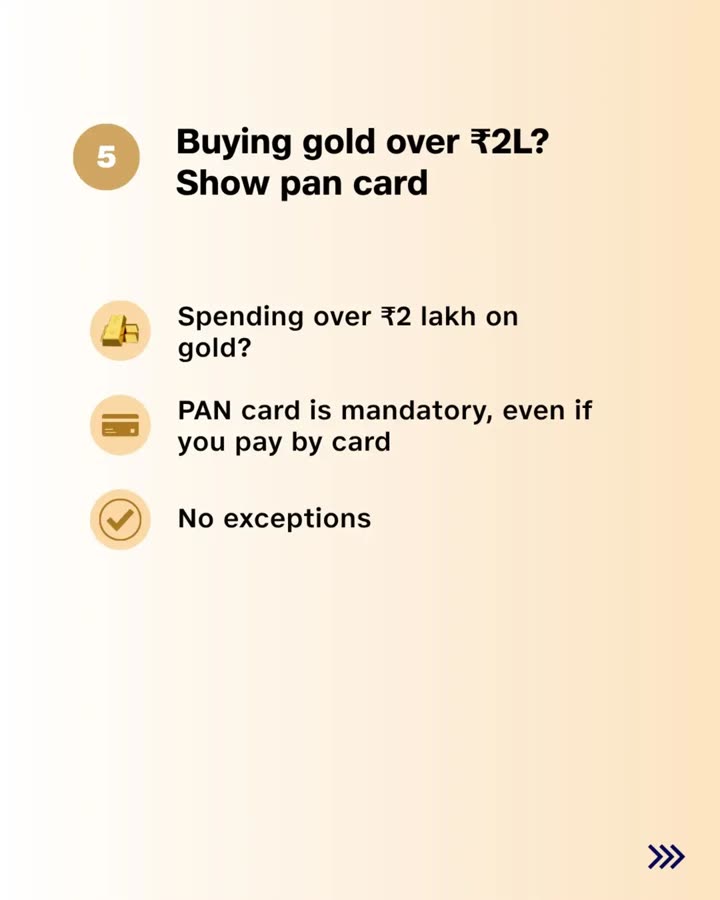 5
Buying gold over ₹2L?
Show pan card
Spending over ₹2 lakh on
gold?
PAN card is mandatory, even if
you pay by card
No exceptions